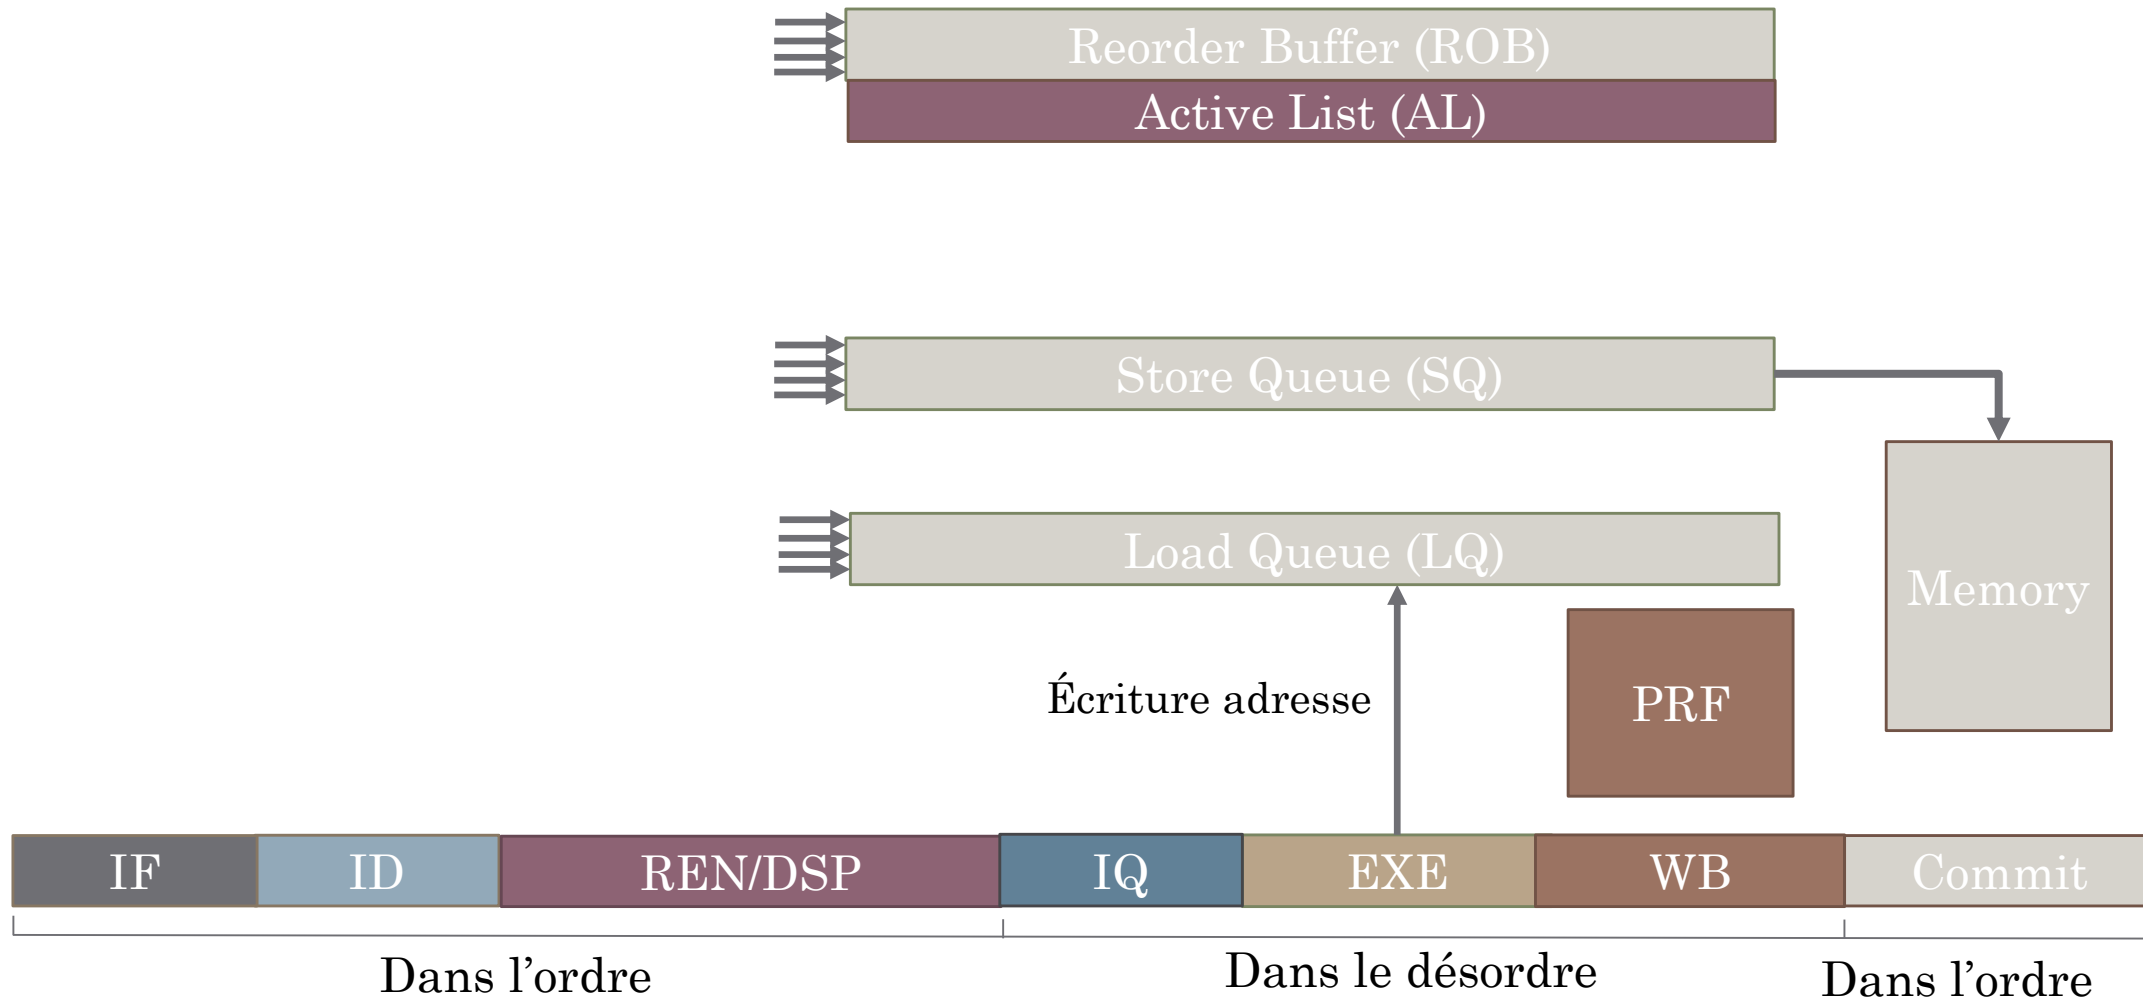 Reorder Buffer (ROB)
Active List (AL)
Store Queue (SQ)
Load Queue (LQ)
Memory
Écriture adresse
PRF
IF
ID
REN/DSP
IQ
EXE
WB
Commit
Dans l’ordre
Dans le désordre
Dans l’ordre